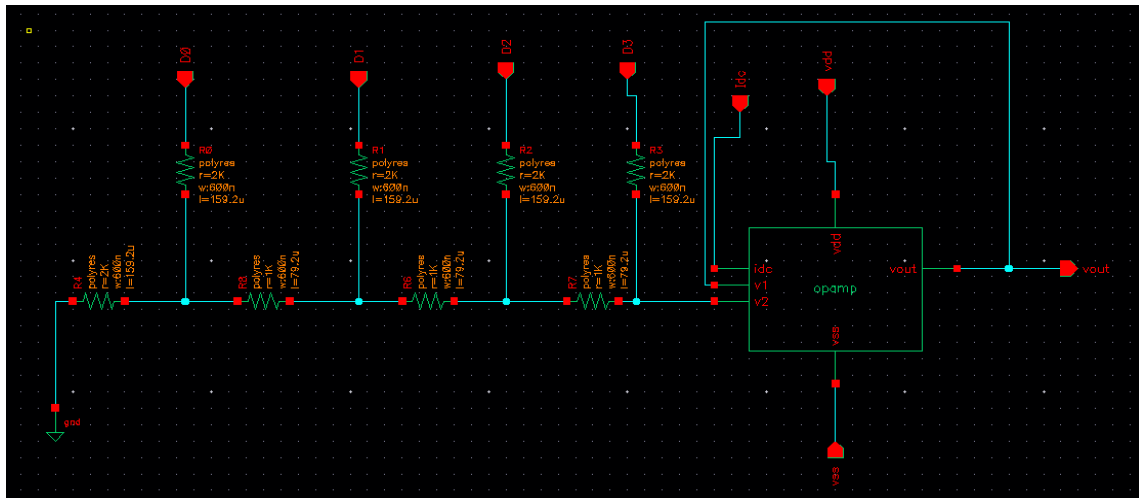 D0
D1
D2
D3
idc
vdd
R0
polyres
r=2K
w:600n
l=159.2u
R1
polyres
r=2K
w:600n
l=159.2u
R2
polyres
r=2K
w:600n
l=159.2u
R3
polyres
r=2K
w:600n
l=159.2u
R4
polyres
r=2K
w:600n
l=159.2u
polyres
r=1K
w:600n
l=79.2u
R6
polyres
r=1K
w:600n
l=79.2u
R7
polyres
r=1K
w:600n
l=79.2u
vdd
idc
v1
v2
opamp
vout
vss
vout
gnd
vss